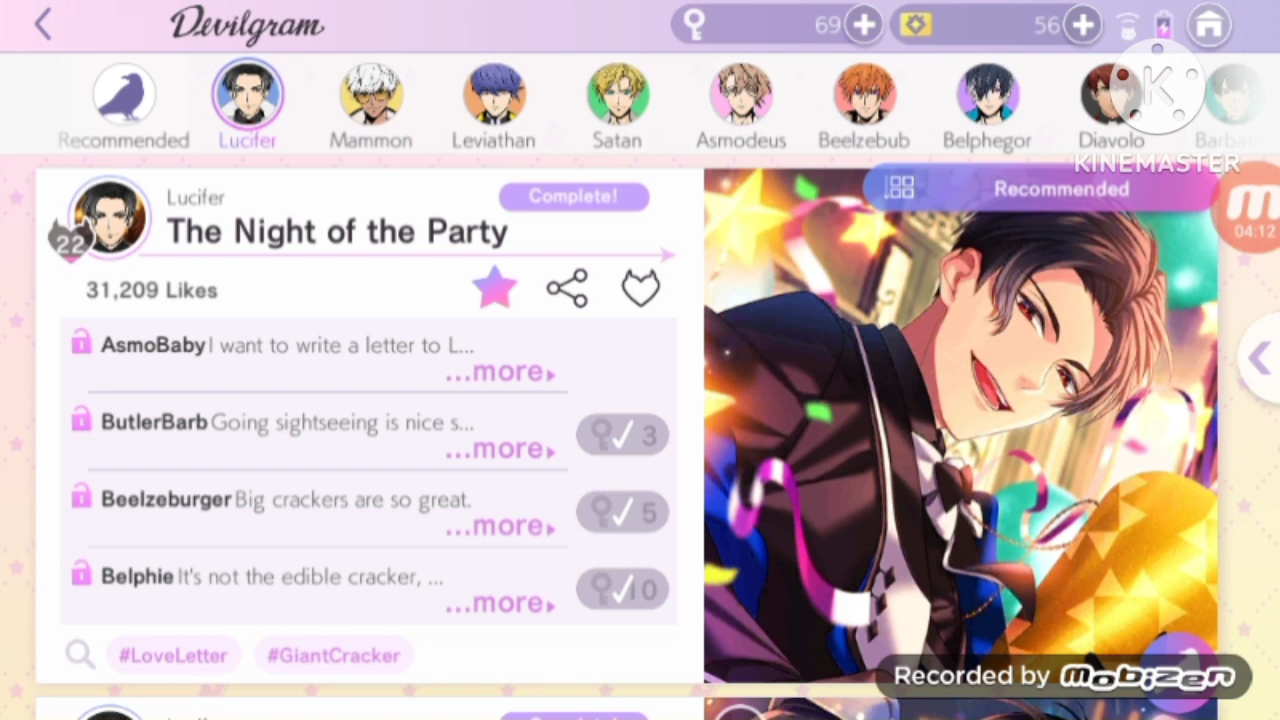 Devilgram
69
56
Recommended
Lucifer
Mammon
Leviathan
Satan
Asmodeus
Beelzebub
Belphegor
Diavolo
Barbat
K
KINEMASTER
Lucifer
Complete!
22
The Night of the Party
Recommended
04:12
31,209 Likes
AsmoBaby I want to write a letter to L...
...more
ButlerBarb Going sightseeing is nice s...
...more
3
Beelzeburger Big crackers are so great.
...more
5
Belphie It's not the edible cracker, ...
...more
10
#LoveLetter
#GiantCracker
Recorded by mobizen